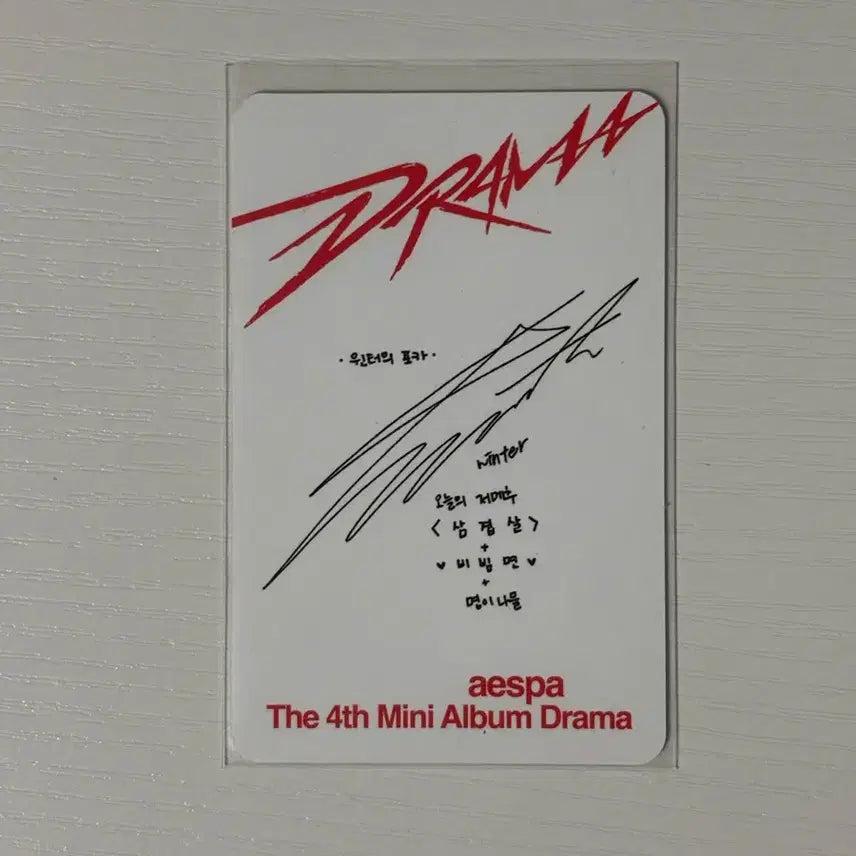 DRAMA
· 윈터의 포카 ·
winter
오늘의 저메추
< 삼 겹 살 >
+
♥ 비 빔 면 ♥
+
명이나물
aespa
The 4th Mini Album Drama